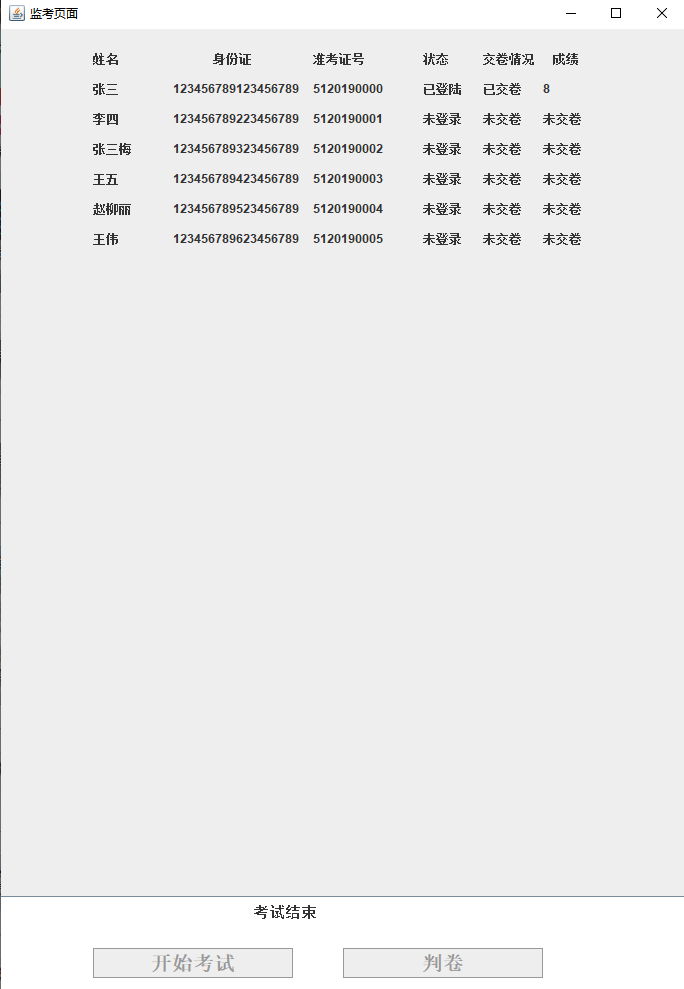 监考页面
姓名 身份证 准考证号 状态 交卷情况 成绩
张三 123456789123456789 5120190000 已登陆 已交卷 8
李四 123456789223456789 5120190001 未登录 未交卷 未交卷
张三梅 123456789323456789 5120190002 未登录 未交卷 未交卷
王五 123456789423456789 5120190003 未登录 未交卷 未交卷
赵柳丽 123456789523456789 5120190004 未登录 未交卷 未交卷
王伟 123456789623456789 5120190005 未登录 未交卷 未交卷
考试结束
开始考试 判卷